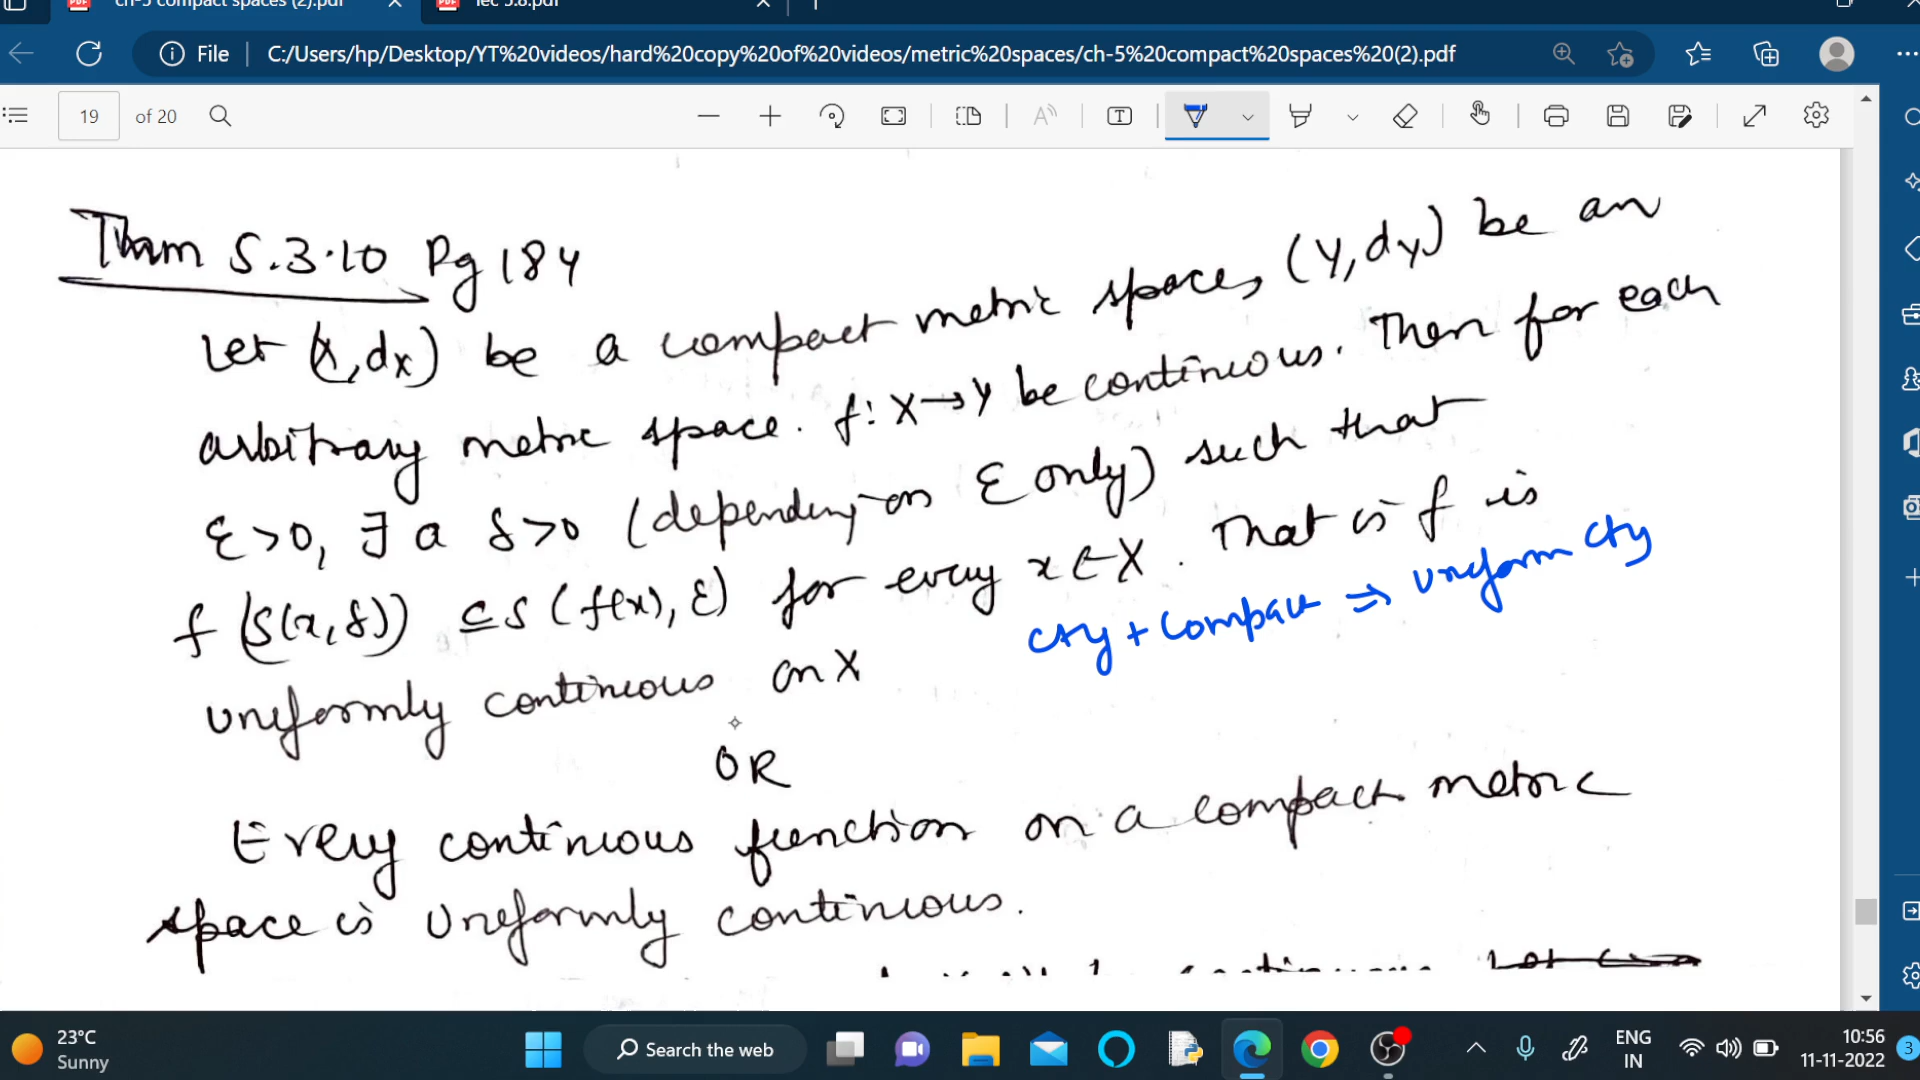 ch-5 compact spaces (2).pdf
lec 5.8.pdf
File C:/Users/hp/Desktop/YT%20videos/hard%20copy%20of%20videos/metric%20spaces/ch-5%20compact%20spaces%20(2).pdf
19 of 20
Thm 5.3.10 Pg 184
Let (X, dx) be a compact metric space, (Y, dy) be an
arbitrary metric space. f: X→Y be continuous. Then for each
ε>0, ∃ a δ>0 (depending on ε only) such that
f (S(x, δ)) ⊆ S (f(x), ε) for every x ∈ X. That is f is
uniformly continuous on X
cty + compact ⇒ uniform cty
OR
Every continuous function on a compact metric
space is uniformly continuous.
23°C
Sunny
Search the web
ENG
IN
10:56
11-11-2022
3